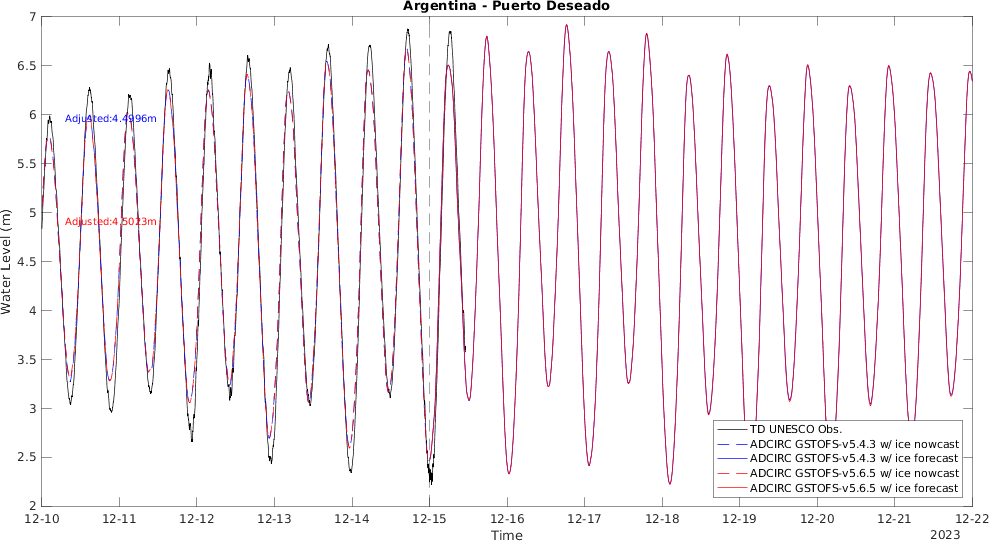 Argentina - Puerto Deseado
7
6.5
6
5.5
5
4.5
4
3.5
3
2.5
2
Water Level (m)
Adjusted:4.4996m
Adjusted:4.5023m
TD UNESCO Obs.
ADCIRC GSTOFS-v5.4.3 w/ ice nowcast
ADCIRC GSTOFS-v5.4.3 w/ ice forecast
ADCIRC GSTOFS-v5.6.5 w/ ice nowcast
ADCIRC GSTOFS-v5.6.5 w/ ice forecast
12-10 12-11 12-12 12-13 12-14 12-15 12-16 12-17 12-18 12-19 12-20 12-21 12-22
Time
2023